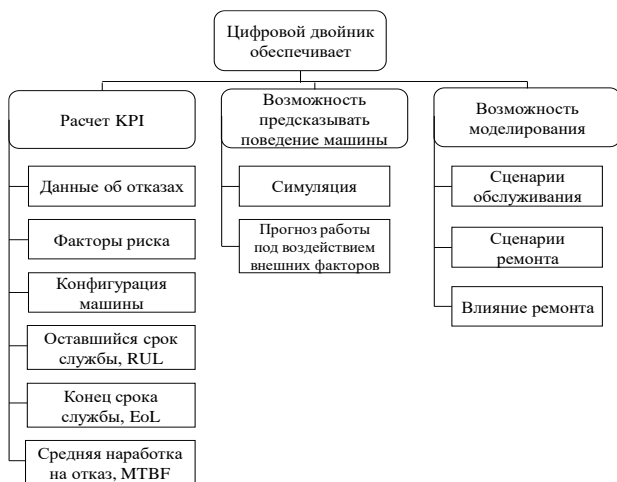 Цифровой двойник
обеспечивает
Расчет KPI
Возможность
предсказывать
поведение машины
Возможность
моделирования
Данные об отказах
Факторы риска
Конфигурация
машины
Оставшийся срок
службы, RUL
Конец срока
службы, EoL
Средняя наработка
на отказ, MTBF
Симуляция
Прогноз работы
под воздействием
внешних факторов
Сценарии
обслуживания
Сценарии
ремонта
Влияние ремонта